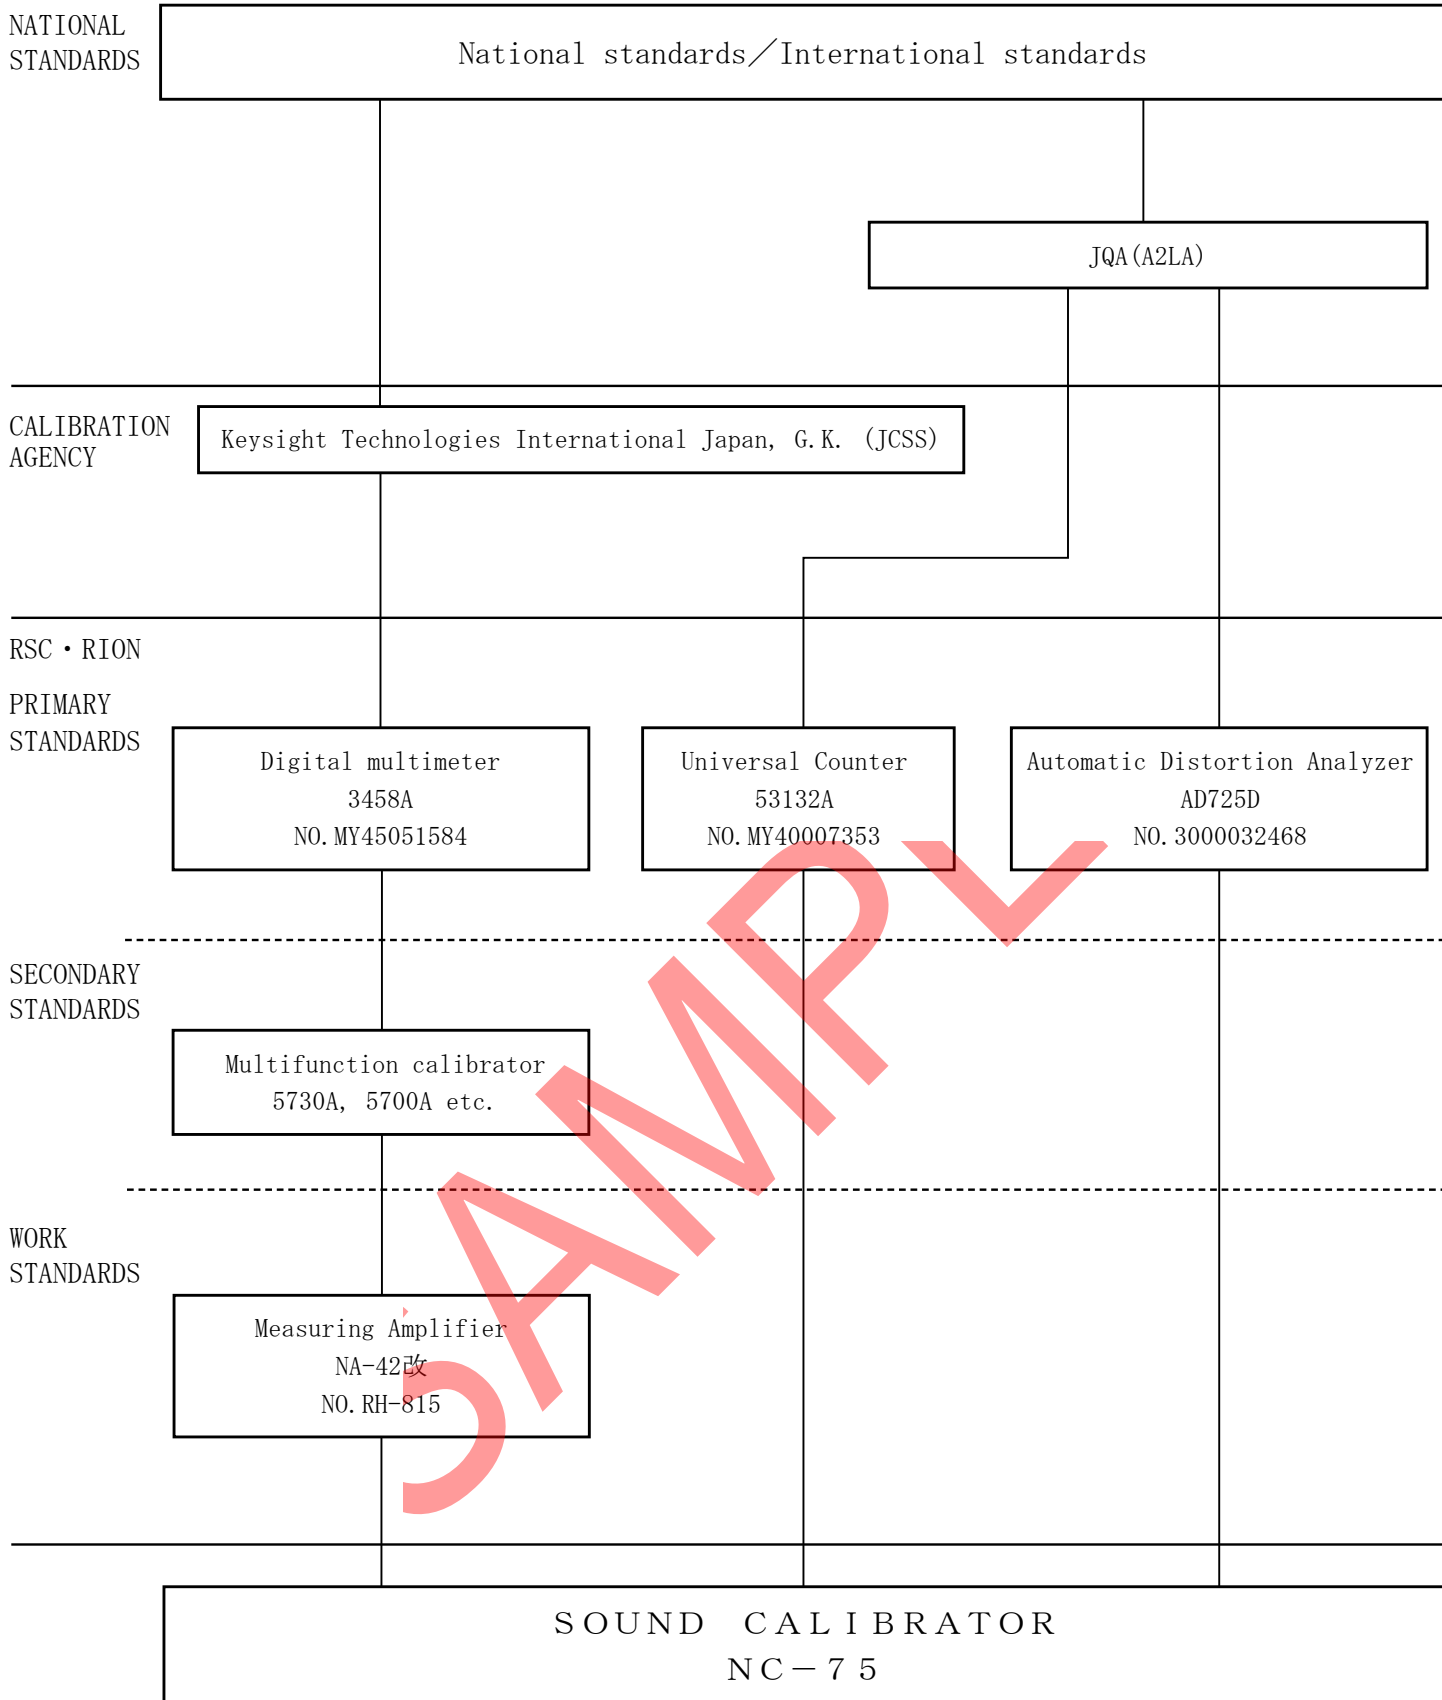 NATIONAL
STANDARDS
National standards／International standards
JQA(A2LA)
CALIBRATION
AGENCY
Keysight Technologies International Japan, G.K. (JCSS)
RSC・RION
PRIMARY
STANDARDS
Digital multimeter
3458A
NO.MY45051584
Universal Counter
53132A
NO.MY40007353
Automatic Distortion Analyzer
AD725D
NO.3000032468
SECONDARY
STANDARDS
Multifunction calibrator
5730A, 5700A etc.
WORK
STANDARDS
Measuring Amplifier
NA-42改
NO.RH-815
SAMPL
ＳＯＵＮＤ　ＣＡＬＩＢＲＡＴＯＲ
ＮＣ－７５